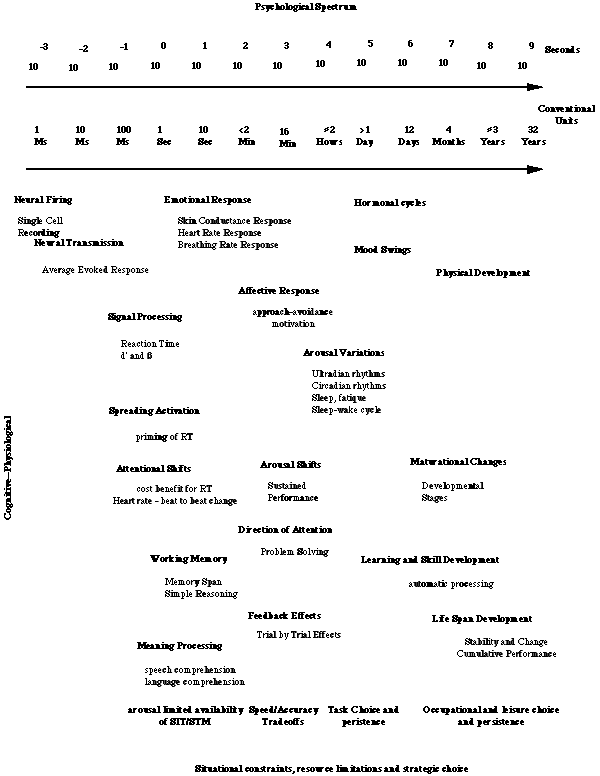 Psychological Spectrum
-3 -2 -1 0 1 2 3 4 5 6 7 8 9
10 10 10 10 10 10 10 10 10 10 10 10 10 Seconds
Conventional
Units
1 10 100 1 10 <2 16 ≠2 >1 12 4 ≠3 32
Ms Ms Ms Sec Sec Min Min Hours Day Days Months Years Years
Neural Firing
Single Cell
Recording
Neural Transmission
Average Evoked Response
Emotional Response
Skin Conductance Response
Heart Rate Response
Breathing Rate Response
Hormonal cycles
Mood Swings
Physical Development
Affective Response
approach-avoidance
motivation
Signal Processing
Reaction Time
d' and ß
Arousal Variations
Ultradian rhythms
Circadian rhythms
Sleep, fatique
Sleep-wake cycle
Spreading Activation
priming of RT
Cognitive—Physiological
Attentional Shifts
cost benefit for RT
Heart rate - beat to beat change
Arousal Shifts
Sustained
Performance
Maturational Changes
Developmental
Stages
Direction of Attention
Problem Solving
Working Memory
Memory Span
Simple Reasoning
Learning and Skill Development
automatic processing
Feedback Effects
Trial by Trial Effects
Life Span Development
Stability and Change
Cumulative Performance
Meaning Processing
speech comprehension
language comprehension
arousal limited availability
of SIT/STM
Speed/Accuracy
Tradeoffs
Task Choice and
peristence
Occupational and leisure choice
and persistence
Situational constraints, resource limitations and strategic choice